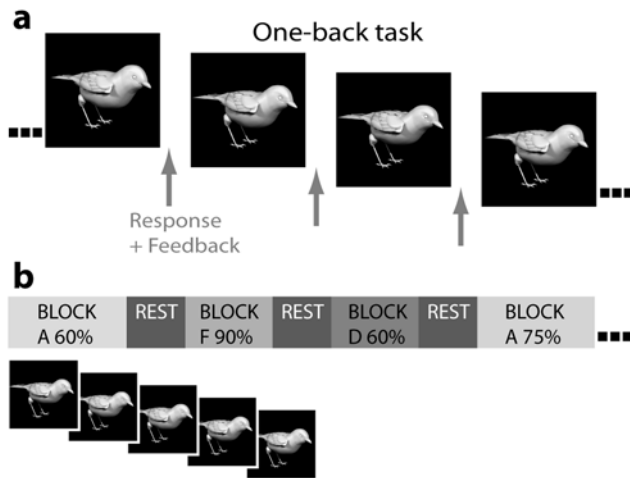 a
One-back task
Response
+ Feedback
b
BLOCK
A 60%
REST
BLOCK
F 90%
REST
BLOCK
D 60%
REST
BLOCK
A 75%